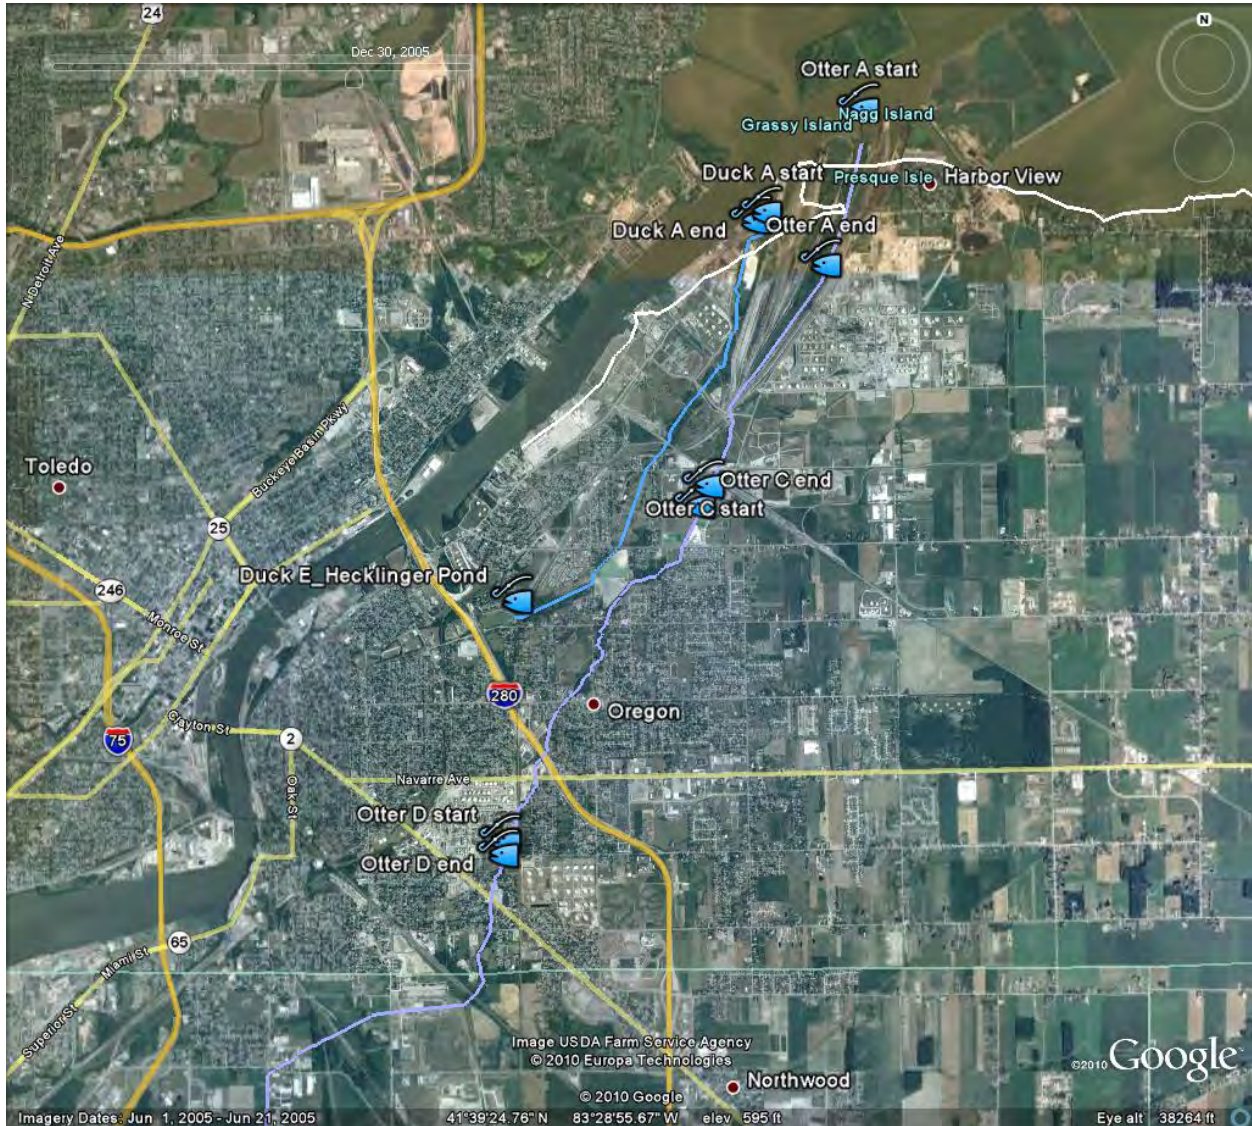 24
Dec 30, 2005
Otter A start
Nagg Island
Grassy Island
Duck A start
Presque Isle
Harbor View
Duck A end
Otter A end
N Detroit Ave
Buckeye Basin Pkwy
Toledo
Otter C end
Otter C start
25
Duck E_Hecklinger Pond
246
Monroe St
280
Oregon
Clayton St
75
2
Navarre Ave
Oak St
Otter D start
Otter D end
65
Miami St
Superior St
Image USDA Farm Service Agency
© 2010 Europa Technologies
©2010 Google
Northwood
© 2010 Google
Imagery Dates: Jun 1, 2005 - Jun 21, 2005 41°39'24.76" N 83°28'55.67" W elev 595 ft Eye alt 38264 ft
N